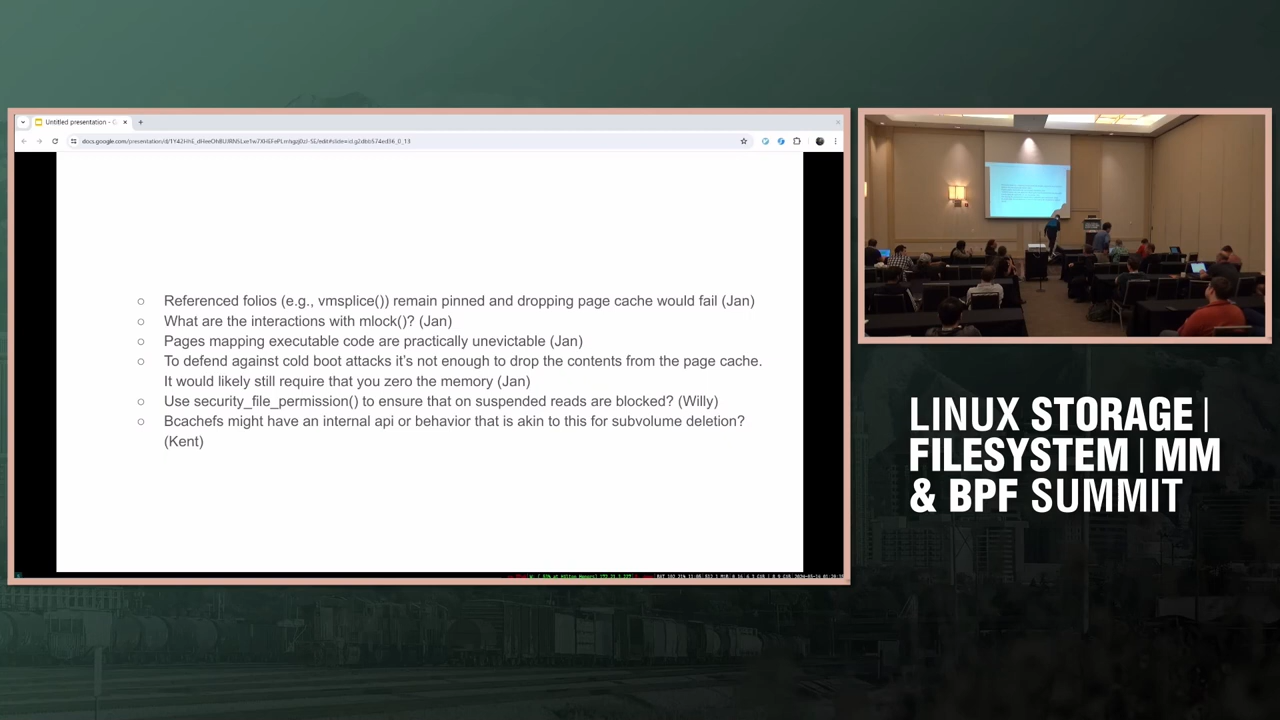 Untitled presentation - G
Referenced folios (e.g., vmsplice()) remain pinned and dropping page cache would fail (Jan)
What are the interactions with mlock()? (Jan)
Pages mapping executable code are practically unevictable (Jan)
To defend against cold boot attacks it’s not enough to drop the contents from the page cache.
It would likely still require that you zero the memory (Jan)
Use security_file_permission() to ensure that on suspended reads are blocked? (Willy)
Bcachefs might have an internal api or behavior that is akin to this for subvolume deletion?
(Kent)
LINUX STORAGE|
FILESYSTEM|MM
& BPF SUMMIT